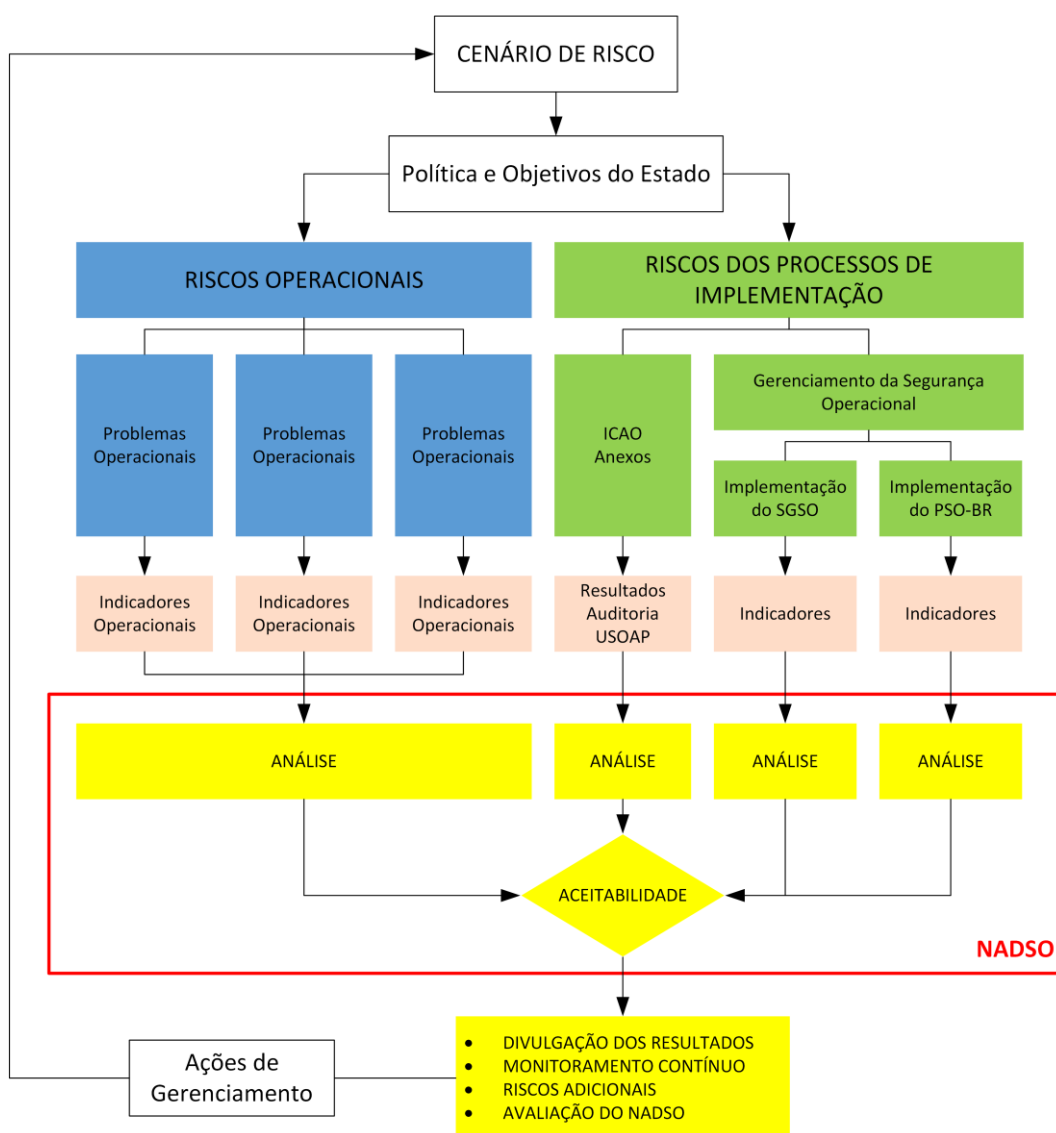 CENÁRIO DE RISCO
Política e Objetivos do Estado
RISCOS OPERACIONAIS
RISCOS DOS PROCESSOS DE
IMPLEMENTAÇÃO
Problemas
Operacionais
Problemas
Operacionais
Problemas
Operacionais
ICAO
Anexos
Gerenciamento da Segurança
Operacional
Implementação
do SGSO
Implementação
do PSO-BR
Indicadores
Operacionais
Indicadores
Operacionais
Indicadores
Operacionais
Resultados
Auditoria
USOAP
Indicadores
Indicadores
ANÁLISE
ANÁLISE
ANÁLISE
ANÁLISE
ACEITABILIDADE
NADSO
Ações de
Gerenciamento
• DIVULGAÇÃO DOS RESULTADOS
• MONITORAMENTO CONTÍNUO
• RISCOS ADICIONAIS
• AVALIAÇÃO DO NADSO